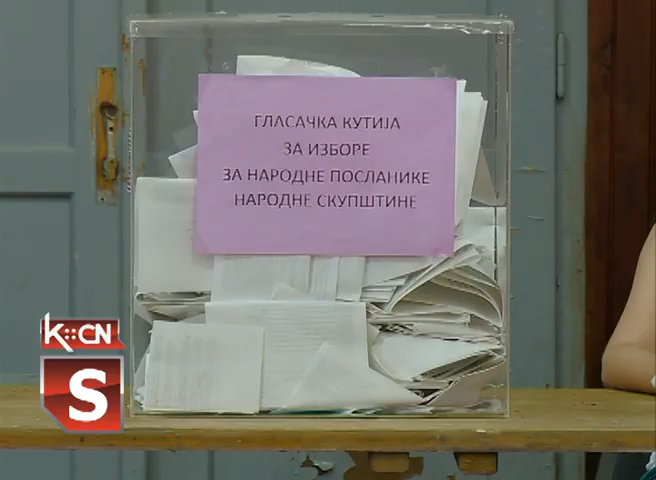 ГЛАСАЧКА КУТИЈА
ЗА ИЗБОРЕ
ЗА НАРОДНЕ ПОСЛАНИКЕ
НАРОДНЕ СКУПШТИНЕ
K::CN
S